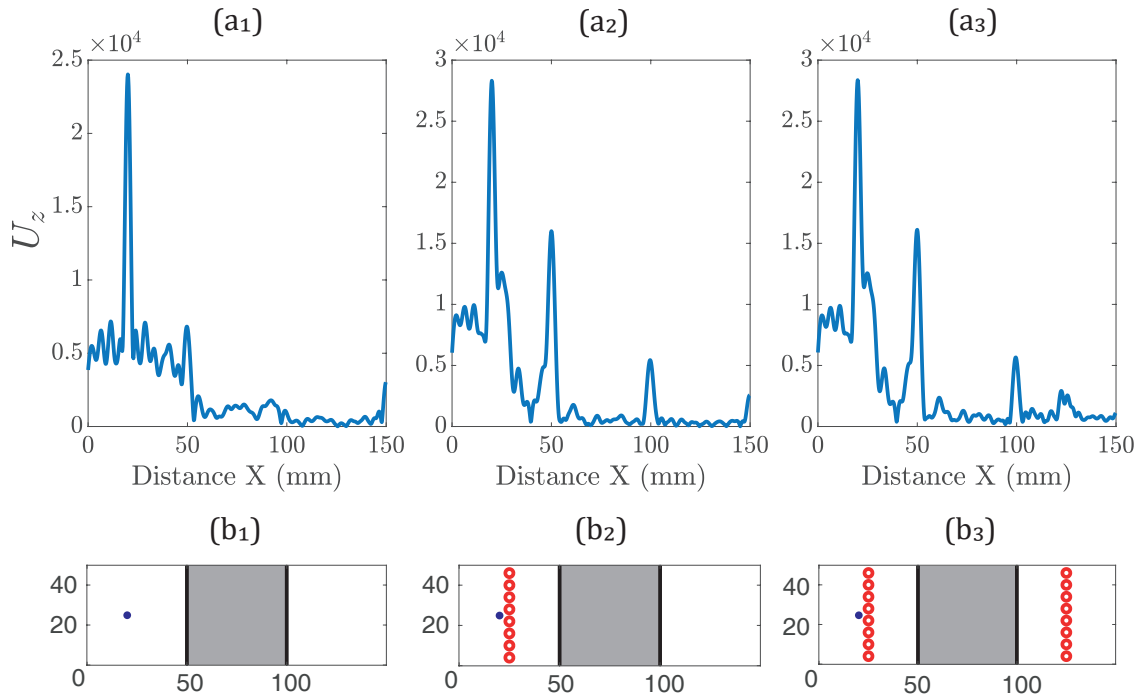 (a₁) (a₂) (a₃)
×10⁴ ×10⁴ ×10⁴
2.5 3 3
2 2.5 2.5
1.5 2 2
1 1.5 1.5
0.5 1 1
0 0.5 0.5
0 0
U_z
0 50 100 150 0 50 100 150 0 50 100 150
Distance X (mm) Distance X (mm) Distance X (mm)
(b₁) (b₂) (b₃)
40 40 40
20 20 20
0 50 100 0 50 100 0 50 100